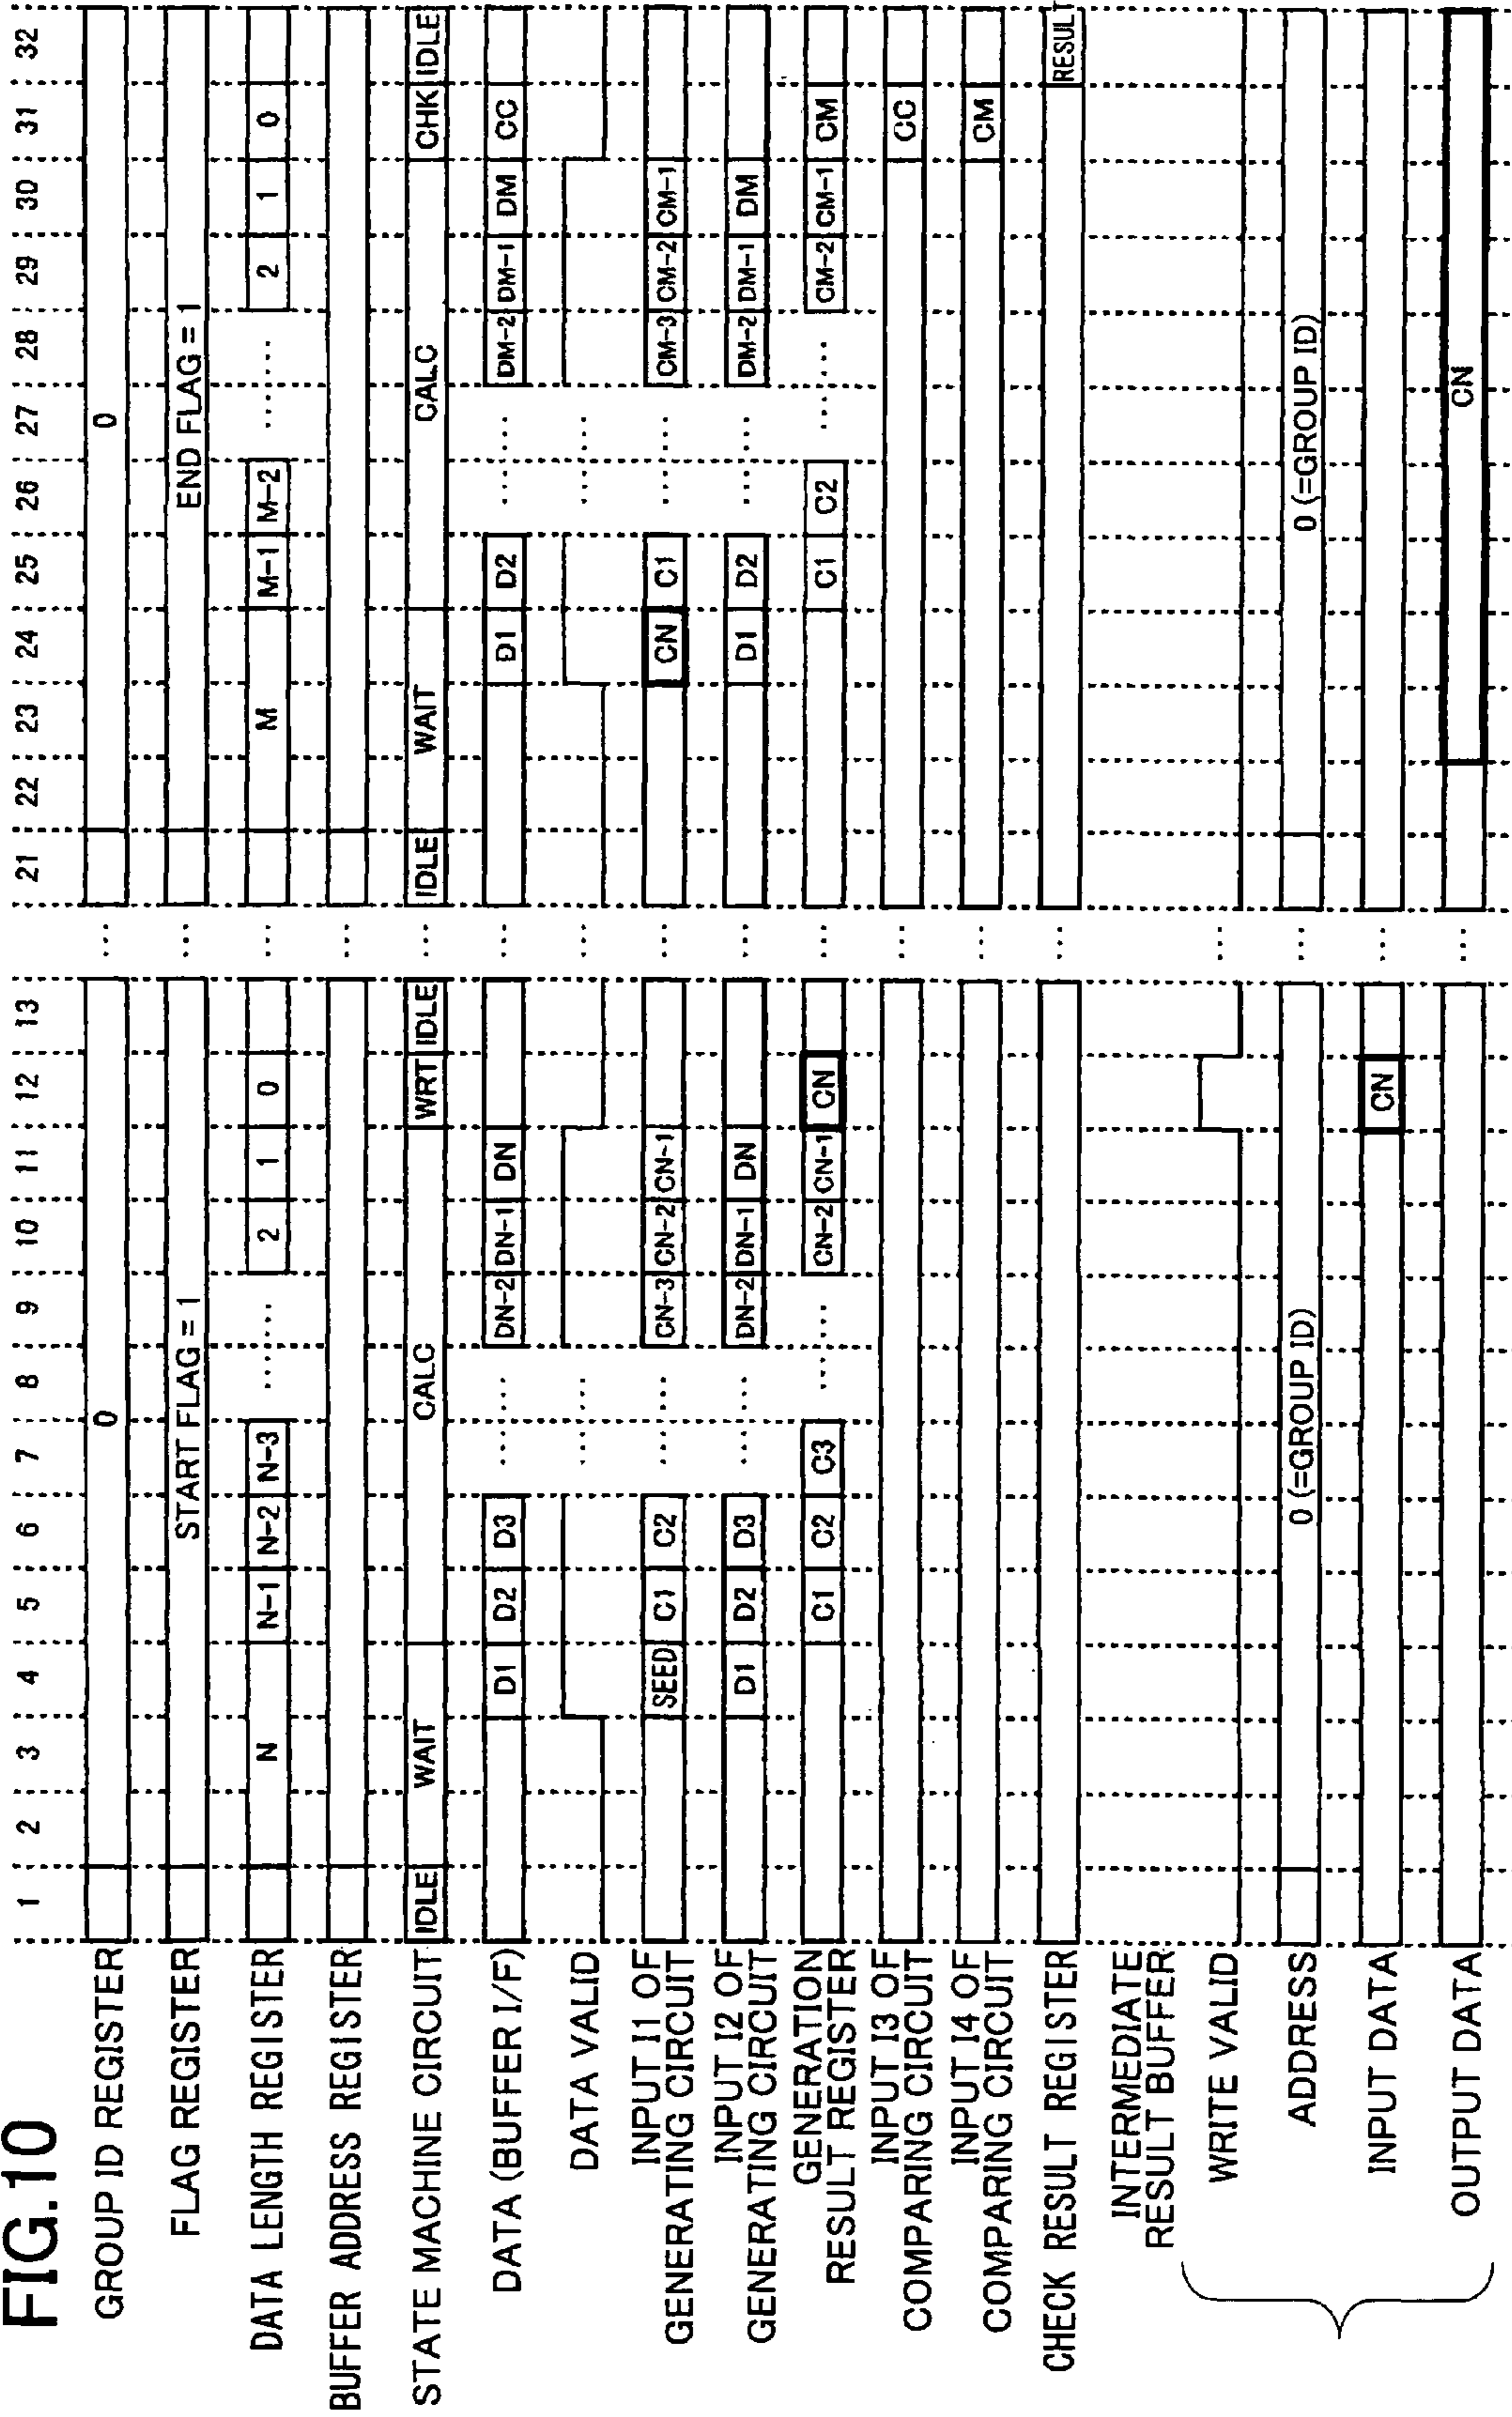 FIG.10
1 2 3 4 5 6 7 8 9 10 11 12 13 21 22 23 24 25 26 27 28 29 30 31 32
GROUP ID REGISTER 0 ... 0
FLAG REGISTER START FLAG = 1 ... END FLAG = 1
DATA LENGTH REGISTER N N-1 N-2 N-3 ...... 2 1 0 ... M M-1 M-2 ...... 2 1 0
BUFFER ADDRESS REGISTER ...
STATE MACHINE CIRCUIT IDLE WAIT CALC WRT IDLE ... IDLE WAIT CALC CHK IDLE
DATA (BUFFER I/F) D1 D2 D3 ...... DN-2 DN-1 DN ... D1 D2 ...... DM-2 DM-1 DM CC
DATA VALID ...... ... ......
INPUT I1 OF
GENERATING CIRCUIT SEED C1 C2 ...... CN-3 CN-2 CN-1 ... CN C1 ...... CM-3 CM-2 CM-1
INPUT I2 OF
GENERATING CIRCUIT D1 D2 D3 ...... DN-2 DN-1 DN ... D1 D2 ...... DM-2 DM-1 DM
GENERATION
RESULT REGISTER C1 C2 C3 ...... CN-2 CN-1 CN ... C1 C2 ...... CM-2 CM-1 CM
INPUT I3 OF
COMPARING CIRCUIT ... CC
INPUT I4 OF
COMPARING CIRCUIT ... CM
CHECK RESULT REGISTER ... RESULT
INTERMEDIATE
RESULT BUFFER
WRITE VALID ...
ADDRESS 0 (=GROUP ID) ... 0 (=GROUP ID)
INPUT DATA CN ...
OUTPUT DATA ... CN